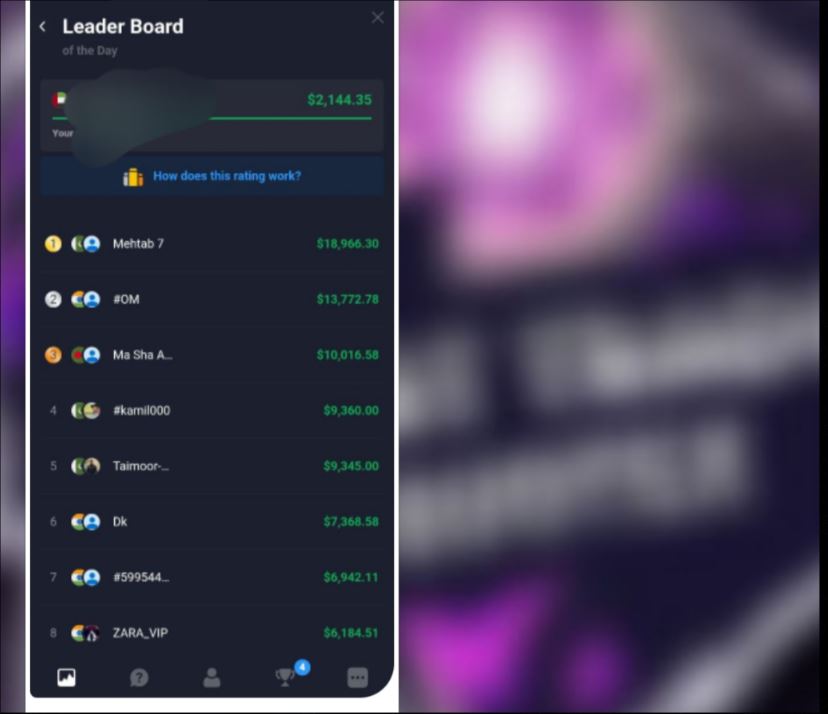 Leader Board
of the Day
$2,144.35
Your
How does this rating work?
1 Mehtab 7 $18,966.30
2 #OM $13,772.78
3 Ma Sha A... $10,016.58
4 #kamil000 $9,360.00
5 Taimoor-... $9,345.00
6 Dk $7,368.58
7 #599544... $6,942.11
8 ZARA_VIP $6,184.51
4